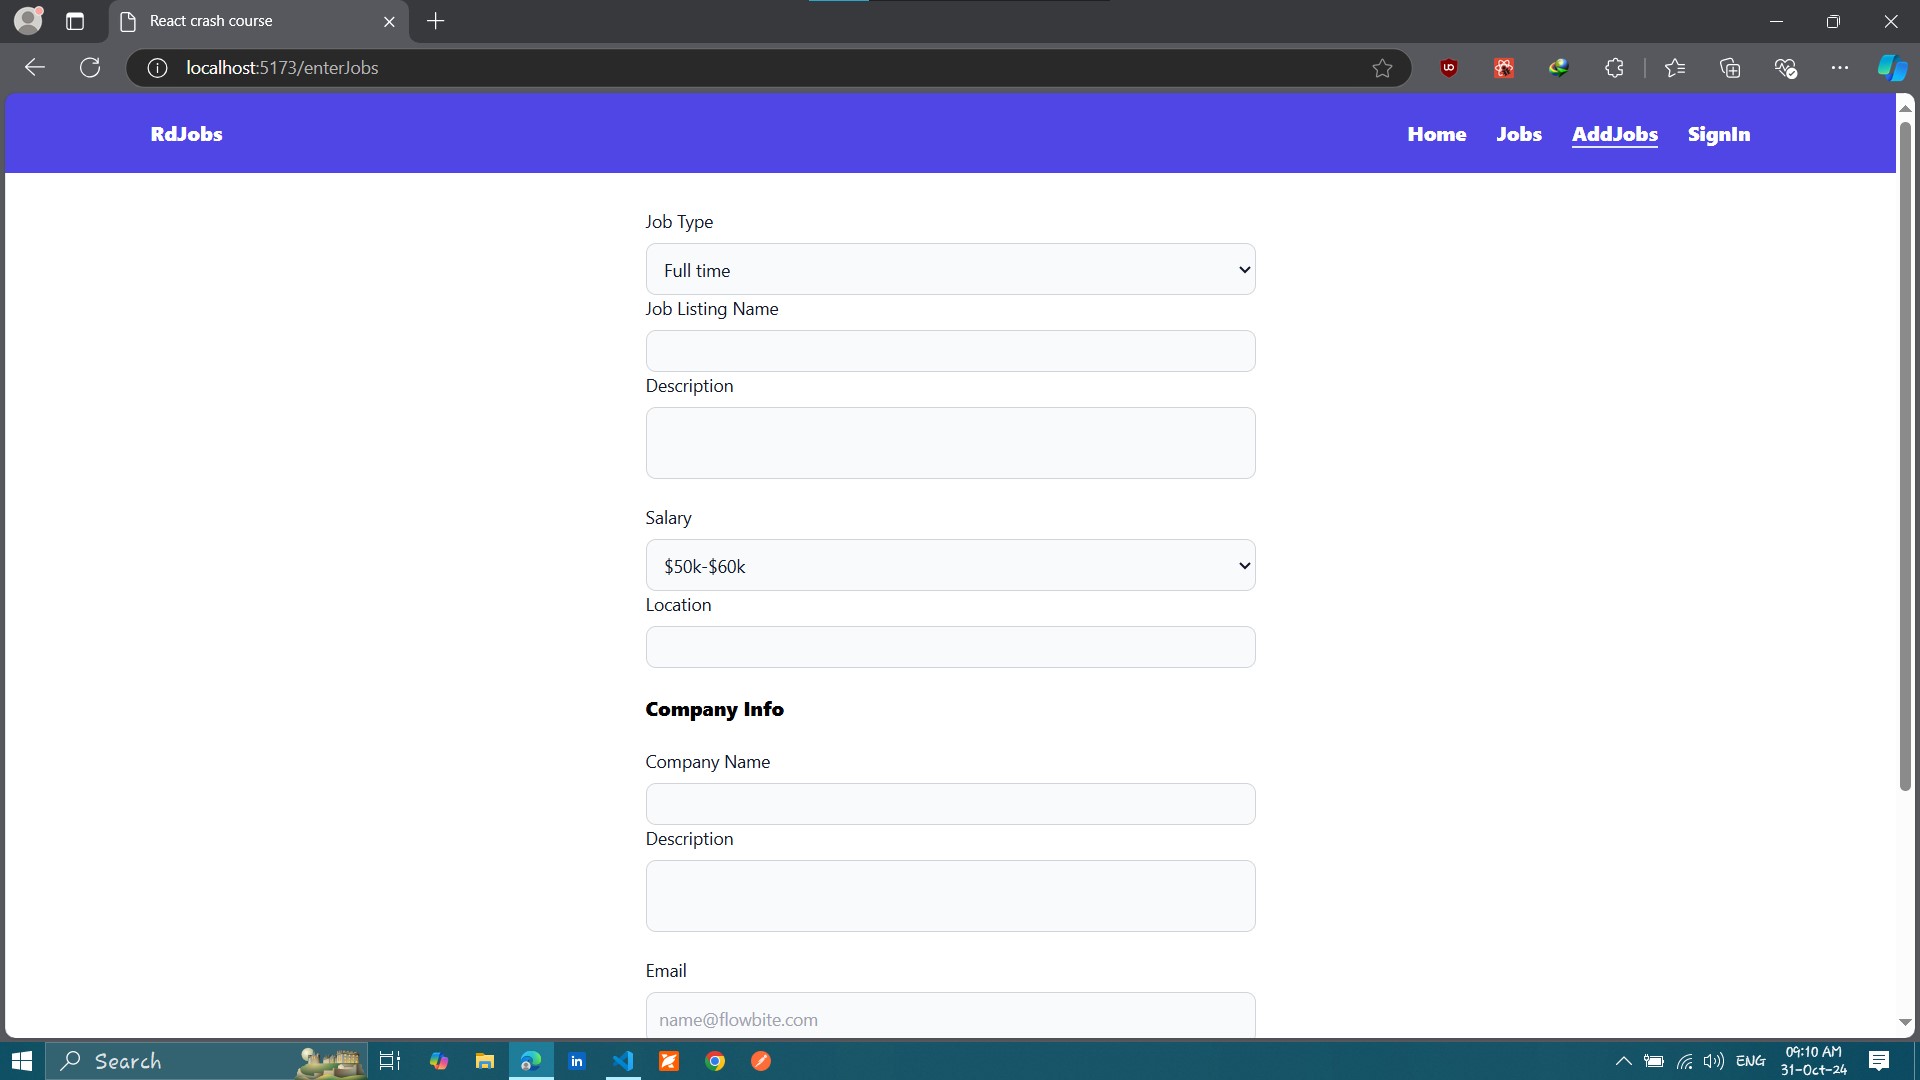 React crash course
localhost:5173/enterJobs
RdJobs
Home Jobs AddJobs SignIn
Job Type
Full time
Job Listing Name
Description
Salary
$50k-$60k
Location
Company Info
Company Name
Description
Email
name@flowbite.com
Search
ENG
09:10 AM
31-Oct-24